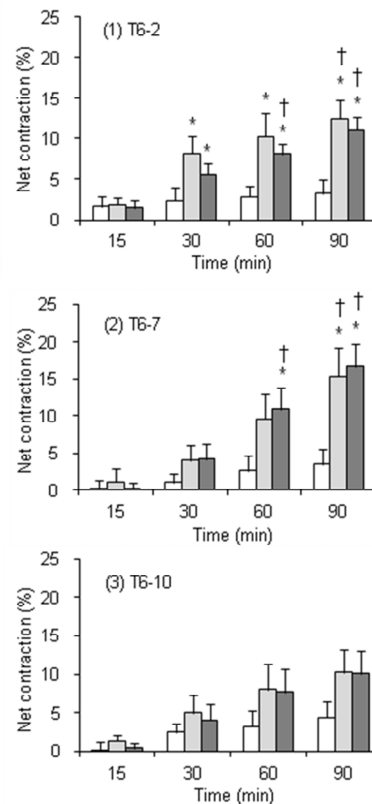 25
(1) T6-2
20
†
†
15
*
†
*
*
10
*
*
*
5
0
15 30 60 90
Time (min)
Net contraction (%)
25
† †
20
(2) T6-7
*
*
†
15
*
10
5
0
15 30 60 90
Time (min)
Net contraction (%)
25
(3) T6-10
20
15
10
5
0
15 30 60 90
Time (min)
Net contraction (%)